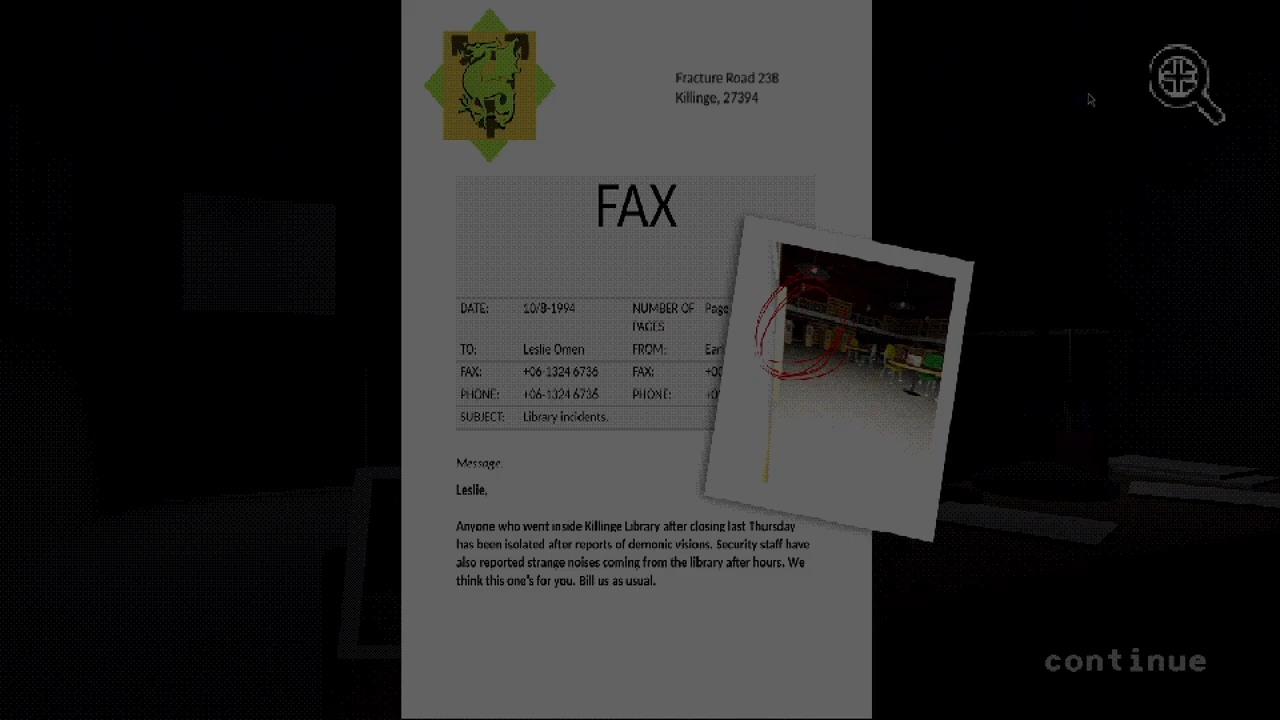 Fracture Road 238
Killinge, 27394
FAX
DATE: 10/8-1994 NUMBER OF PAGES
TO: Leslie Omen FROM:
FAX: +06-1324 6736 FAX:
PHONE: +06-1324 6736 PHONE:
SUBJECT: Library incidents.
Message:
Leslie,
Anyone who went inside Killinge Library after closing last Thursday
has been isolated after reports of demonic visions. Security staff have
also reported strange noises coming from the library after hours. We
think this one's for you. Bill us as usual.
continue